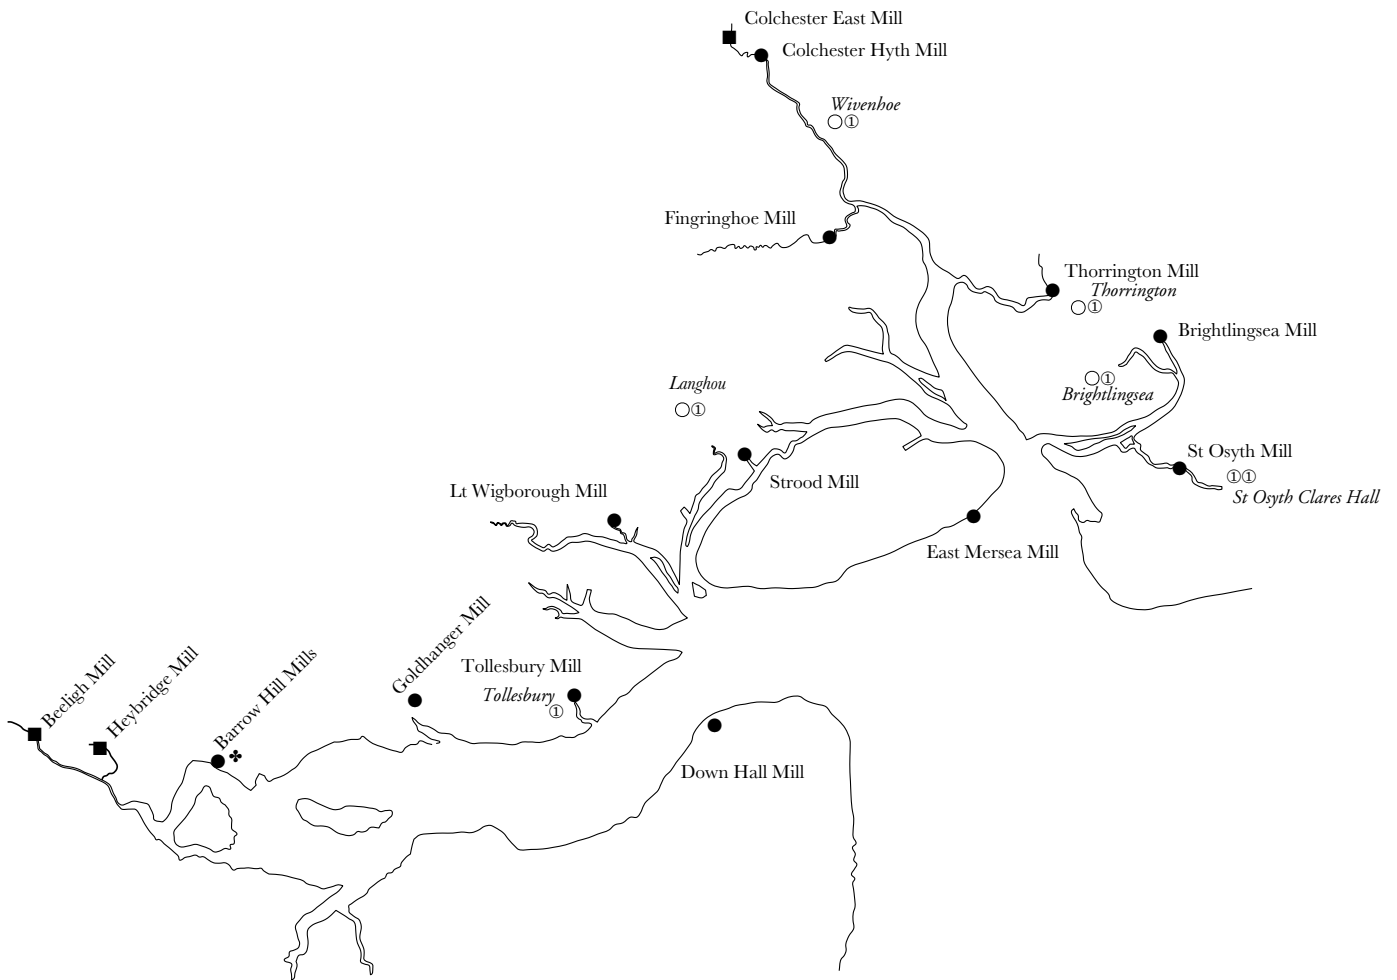 Colchester East Mill
Colchester Hyth Mill
Wivenhoe
○①
Fingringhoe Mill
Thorrington Mill
Thorrington
○①
Brightlingsea Mill
○①
Brightlingsea
Langhou
○①
St Osyth Mill
①①
St Osyth Clares Hall
Strood Mill
Lt Wigborough Mill
East Mersea Mill
Goldhanger Mill
Tollesbury Mill
Tollesbury
①
Beeligh Mill
Heybridge Mill
Barrow Hill Mills
Down Hall Mill